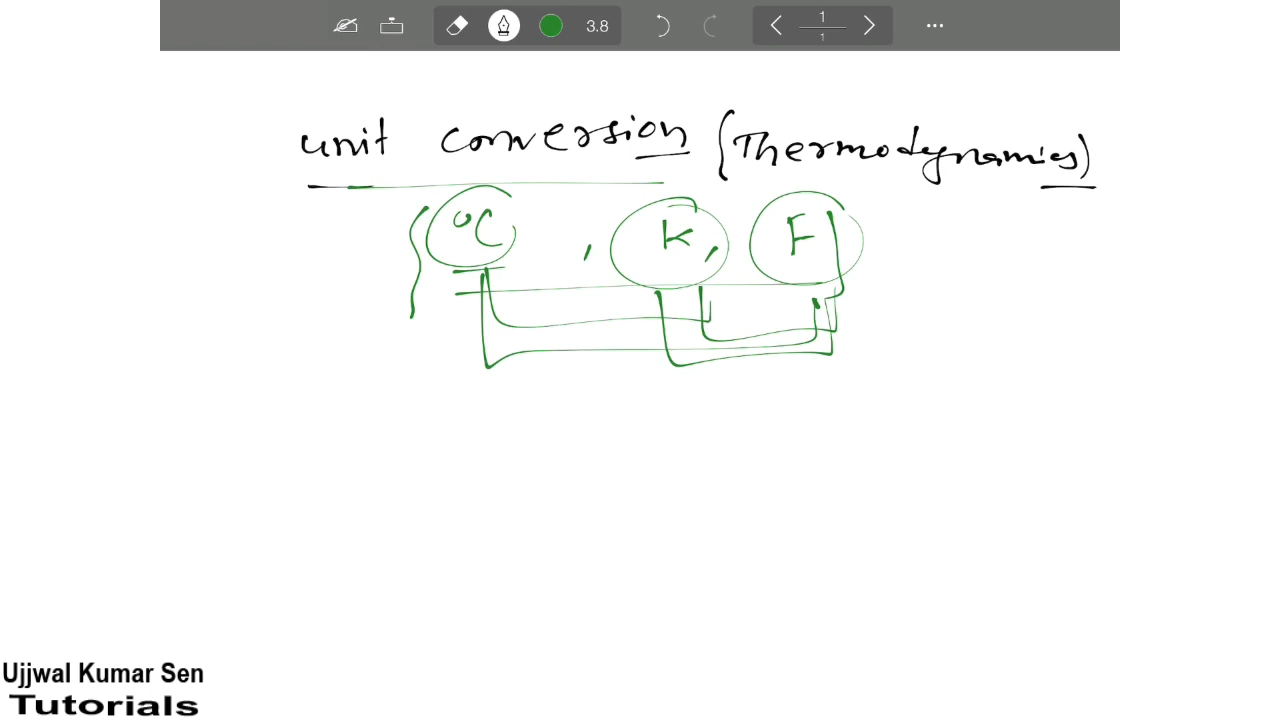 3.8
1
1
unit conversion (Thermodynamics)
°C , K, F
Ujjwal Kumar Sen
Tutorials